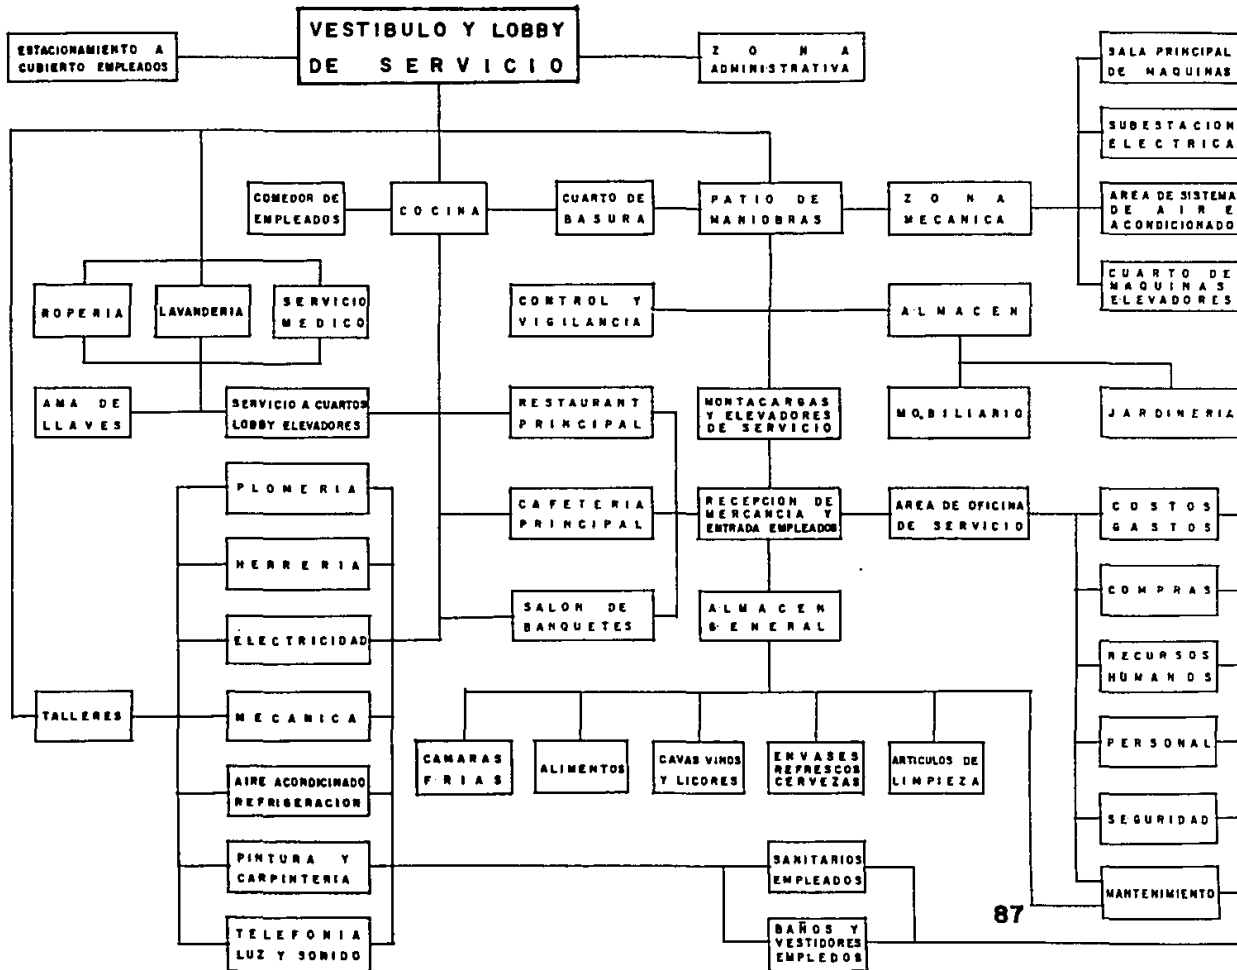 VESTIBULO Y LOBBY
DE SERVICIO
ESTACIONAMIENTO A
CUBIERTO EMPLEADOS
ZONA
ADMINISTRATIVA
SALA PRINCIPAL
DE MAQUINAS
SUBESTACION
ELECTRICA
COMEDOR DE
EMPLEADOS
COCINA
CUARTO DE
BASURA
PATIO DE
MANIOBRAS
ZONA
MECANICA
AREA DE SISTEMA
DE AIRE
ACONDICIONADO
ROPERIA
LAVANDERIA
SERVICIO
MEDICO
CONTROL Y
VIGILANCIA
ALMACEN
CUARTO DE
MAQUINAS
ELEVADORES
AMA DE
LLAVES
SERVICIO A CUARTOS
LOBBY ELEVADORES
RESTAURANT
PRINCIPAL
MONTACARGAS
Y ELEVADORES
DE SERVICIO
MOBILIARIO
JARDINERIA
PLOMERIA
CAFETERIA
PRINCIPAL
RECEPCION DE
MERCANCIA Y
ENTRADA EMPLEADOS
AREA DE OFICINA
DE SERVICIO
COSTOS
GASTOS
HERRERIA
COMPRAS
ELECTRICIDAD
SALON DE
BANQUETES
ALMACEN
GENERAL
RECURSOS
HUMANOS
TALLERES
MECANICA
PERSONAL
CAMARAS
FRIAS
ALIMENTOS
CAVAS VINOS
Y LICORES
ENVASES
REFRESCOS
CERVEZAS
ARTICULOS DE
LIMPIEZA
AIRE ACONDICINADO
REFRIGERACION
SEGURIDAD
PINTURA Y
CARPINTERIA
SANITARIOS
EMPLEADOS
MANTENIMIENTO
87
TELEFONIA
LUZ Y SONIDO
BAÑOS Y
VESTIDORES
EMPLEDOS